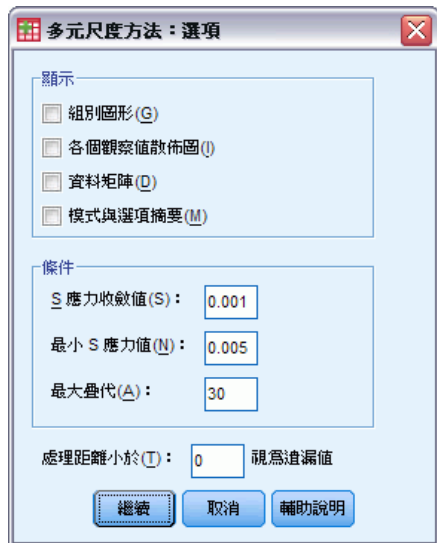 多元尺度方法：選項
顯示
組別圖形(G)
各個觀察值散佈圖(I)
資料矩陣(D)
模式與選項摘要(M)
條件
S 應力收斂值(S)： 0.001
最小 S 應力值(N)： 0.005
最大疊代(A)： 30
處理距離小於(T)： 0 視為遺漏值
繼續 取消 輔助說明